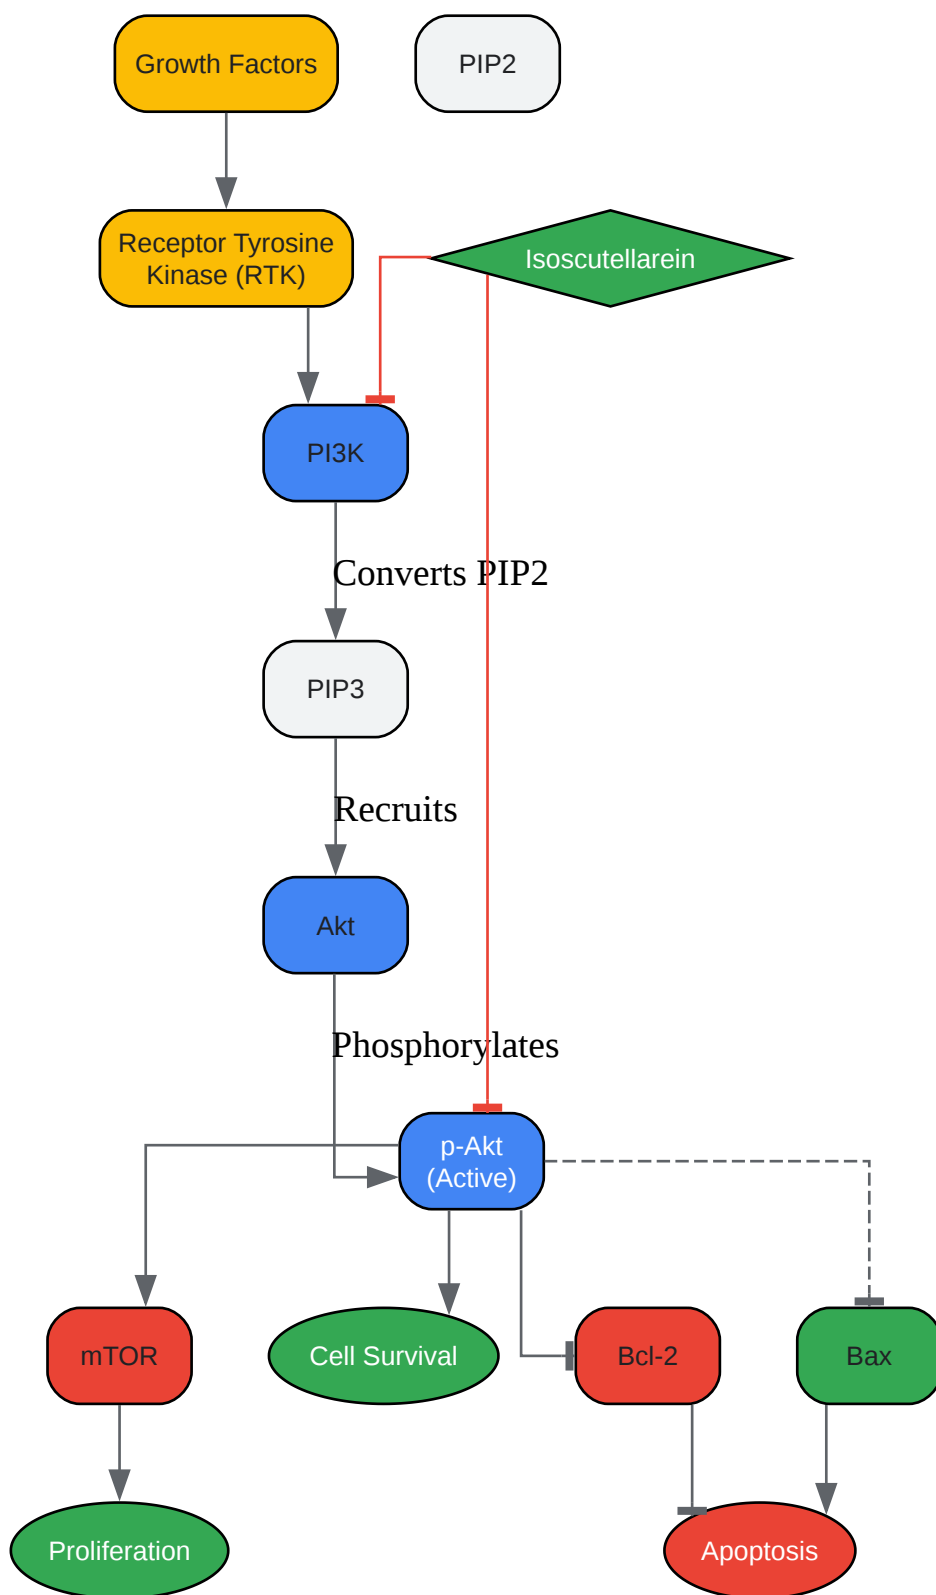 Growth Factors
PIP2
Receptor Tyrosine
Kinase (RTK)
Isoscutellarein
PI3K
Converts PIP2
PIP3
Recruits
Akt
Phosphorylates
p-Akt
(Active)
mTOR
Cell Survival
Bcl-2
Bax
Proliferation
Apoptosis